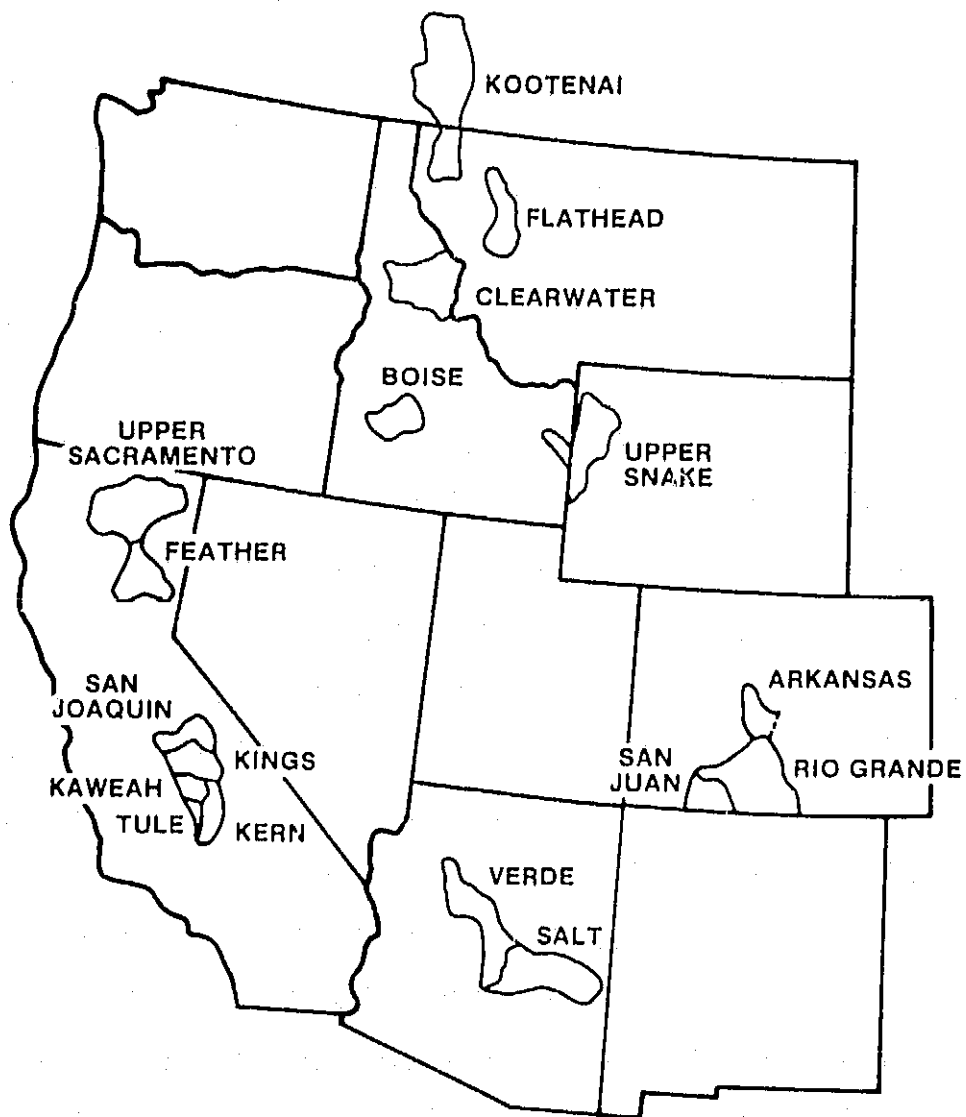 KOOTENAI
FLATHEAD
CLEARWATER
BOISE
UPPER
SACRAMENTO
UPPER
SNAKE
FEATHER
SAN
JOAQUIN
ARKANSAS
KINGS
SAN
JUAN
RIO GRANDE
KAWEAH
TULE
KERN
VERDE
SALT